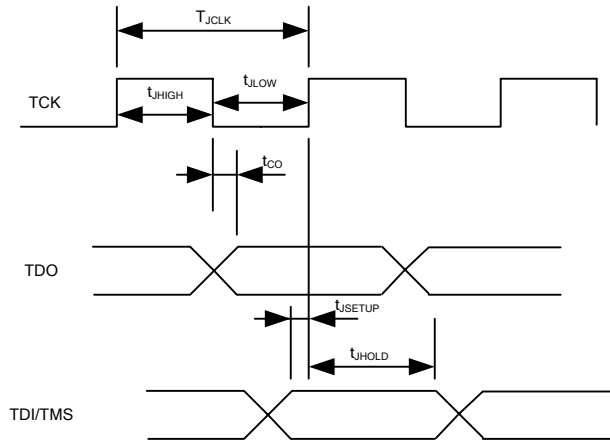 TJCLK
tJLOW
TCK
tJHIGH
tCO
TDO
tJSETUP
tJHOLD
TDI/TMS